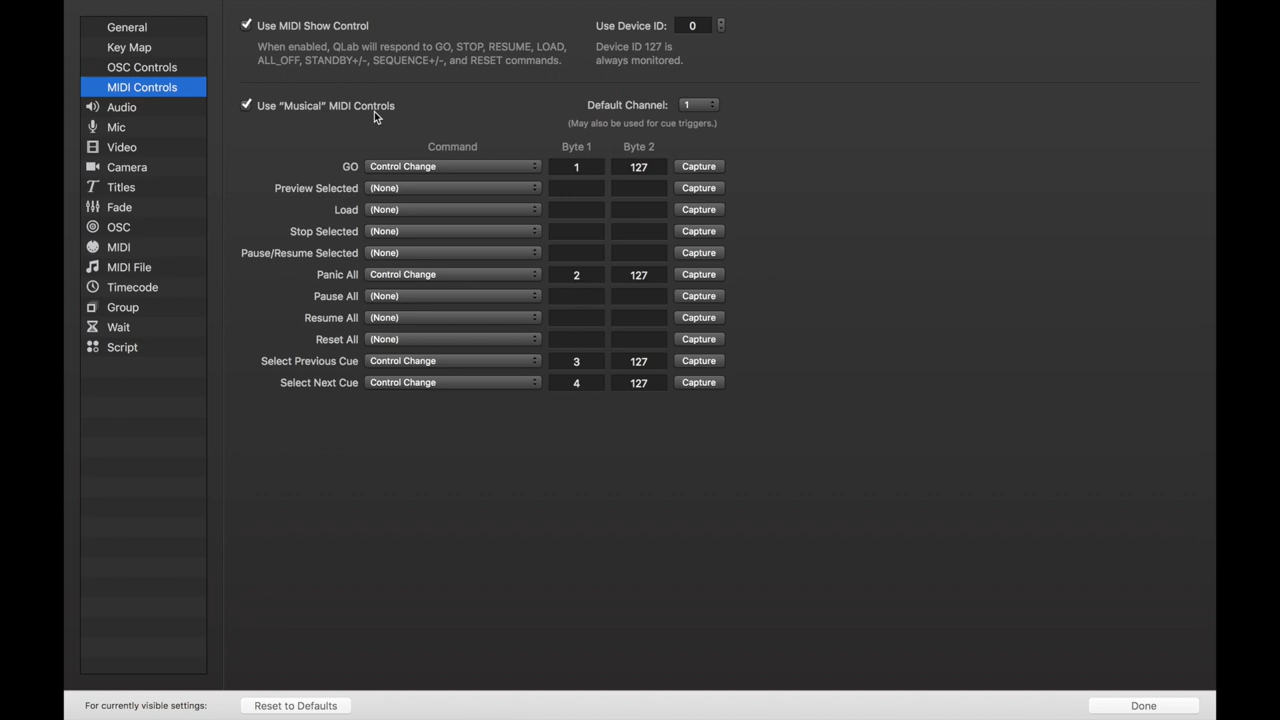 General
Key Map
OSC Controls
MIDI Controls
Audio
Mic
Video
Camera
Titles
Fade
OSC
MIDI
MIDI File
Timecode
Group
Wait
Script
Use MIDI Show Control
Use Device ID: 0
When enabled, QLab will respond to GO, STOP, RESUME, LOAD,
ALL_OFF, STANDBY+/-, SEQUENCE+/-, and RESET commands.
Device ID 127 is
always monitored.
Use “Musical” MIDI Controls
Default Channel: 1
(May also be used for cue triggers.)
Command Byte 1 Byte 2
GO Control Change 1 127 Capture
Preview Selected (None) Capture
Load (None) Capture
Stop Selected (None) Capture
Pause/Resume Selected (None) Capture
Panic All Control Change 2 127 Capture
Pause All (None) Capture
Resume All (None) Capture
Reset All (None) Capture
Select Previous Cue Control Change 3 127 Capture
Select Next Cue Control Change 4 127 Capture
For currently visible settings: Reset to Defaults Done